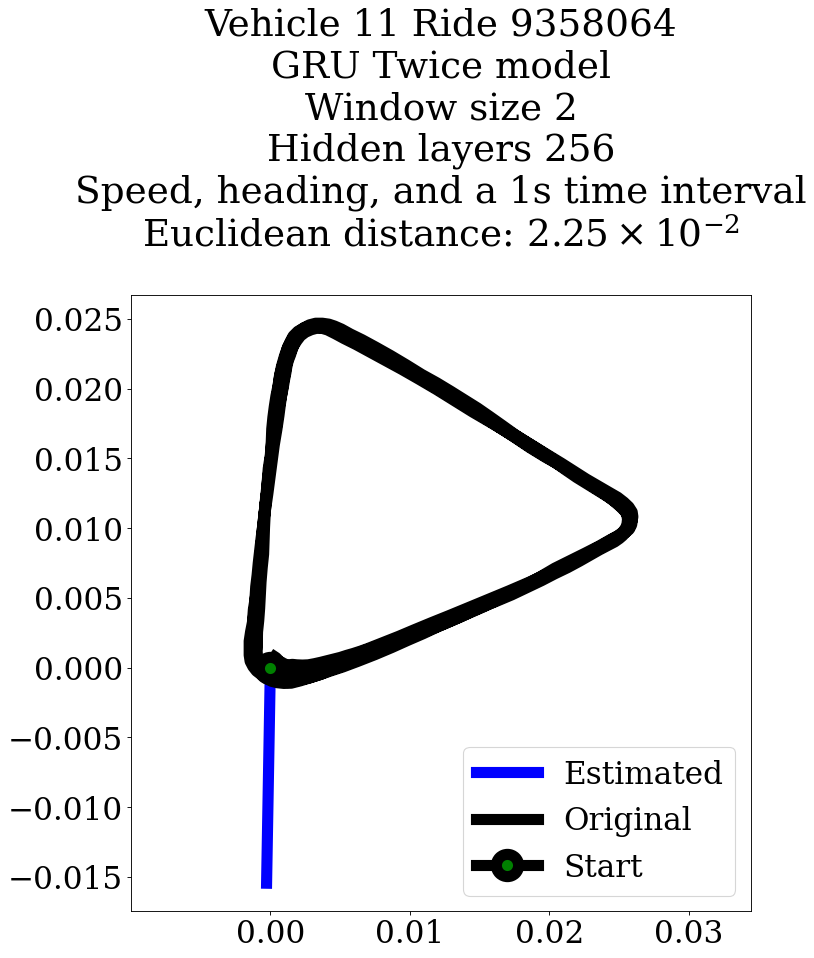 Vehicle 11 Ride 9358064
GRU Twice model
Window size 2
Hidden layers 256
Speed, heading, and a 1s time interval
Euclidean distance: 2.25 × 10⁻²
0.025
0.020
0.015
0.010
0.005
0.000
−0.005
−0.010
−0.015
Estimated
Original
Start
0.00 0.01 0.02 0.03